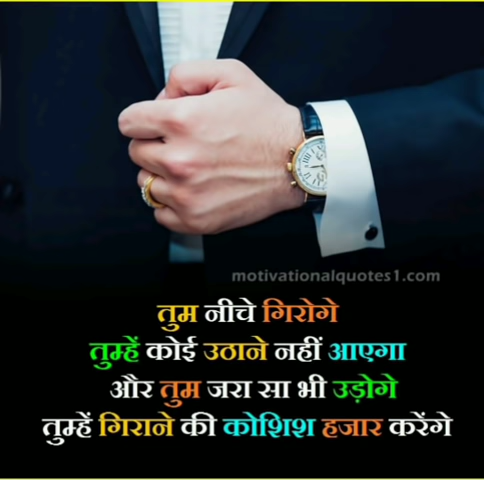 motivationalquotes1.com
तुम नीचे गिरोगे
तुम्हें कोई उठाने नहीं आएगा
और तुम जरा सा भी उड़ोगे
तुम्हें गिराने की कोशिश हजार करेंगे